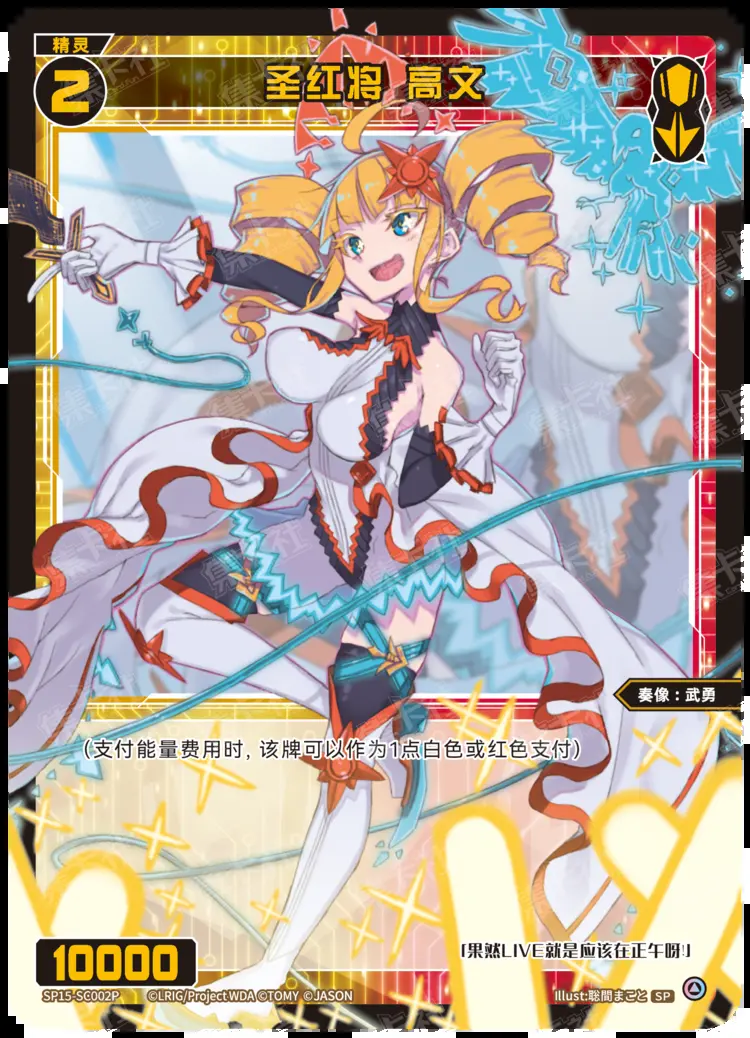 精灵
2
圣红将 高文
奏像：武勇
(支付能量费用时, 该牌可以作为1点白色或红色支付)
「果然LIVE就是应该在正午呀!」
10000
SP15-SC002P ©LRIG/Project WDA ©TOMY ©JASON
Illust:聡間まこと SP
集卡社